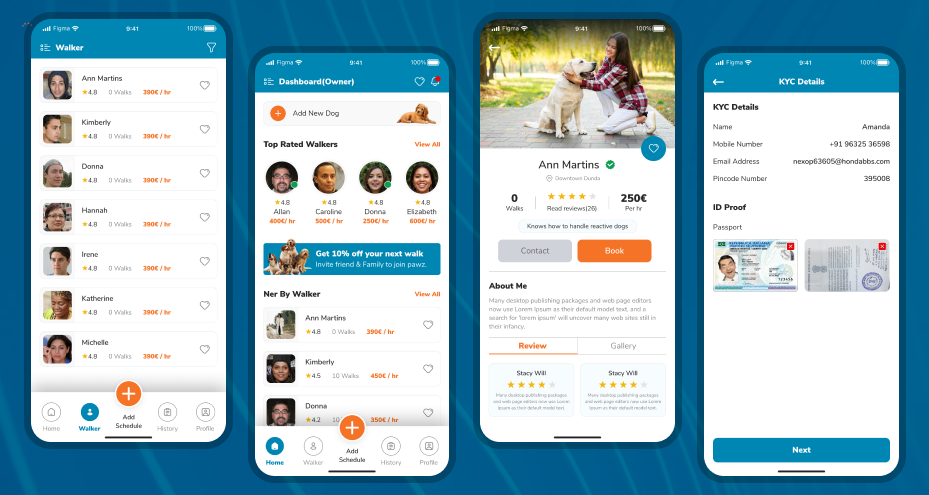 Figma
9:41
100%
Walker
Ann Martins
4.8 0 Walks 390€ / hr
Kimberly
4.8 0 Walks 390€ / hr
Donna
4.8 0 Walks 390€ / hr
Hannah
4.8 0 Walks 390€ / hr
Irene
4.8 0 Walks 390€ / hr
Katherine
4.8 0 Walks 390€ / hr
Michelle
4.8 0 Walks 390€ / hr
Home
Walker
Add
Schedule
History
Profile
Figma
9:41
100%
Dashboard(Owner)
Add New Dog
Top Rated Walkers View All
4.8 4.8 4.8 4.8
Allan Caroline Donna Elizabeth
400€/ hr 500€ / hr 250€/ hr 600€/ hr
Get 10% off your next walk
Invite friend & Family to join pawz.
Ner By Walker View All
Ann Martins
4.8 0 Walks 390€ / hr
Kimberly
4.5 10 Walks 450€ / hr
Donna
4.2 10 350€ / hr
Home
Walker
Add
Schedule
History
Profile
Figma
9:41
100%
Ann Martins
Downtown Dunda
0
Walks
Read reviews(26)
250€
Per hr
Knows how to handle reactive dogs
Contact
Book
About Me
Many desktop publishing packages and web page editors
now use Lorem Ipsum as their default model text, and a
search for 'lorem ipsum' will uncover many web sites still in
their infancy.
Review
Gallery
Stacy Will
Many desktop publishing packages
and web page editors now use Lorem
Ipsum as their default model text.
Stacy Will
Many desktop publishing packages
and web page editors now use Lorem
Ipsum as their default model text.
Figma
9:41
100%
KYC Details
KYC Details
Name Amanda
Mobile Number +91 96325 36598
Email Address nexop63605@hondabbs.com
Pincode Number 395008
ID Proof
Passport
Next